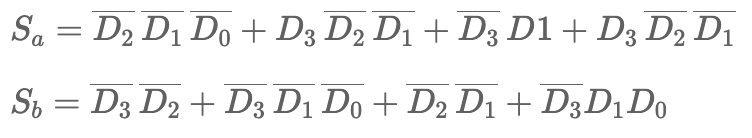 $S_a = \overline{D_2}\,\overline{D_1}\,\overline{D_0} + D_3\,\overline{D_2}\,\overline{D_1} + \overline{D_3}\,D1 + D_3\,\overline{D_2}\,\overline{D_1}$
$S_b = \overline{D_3}\,\overline{D_2} + \overline{D_3}\,\overline{D_1}\,\overline{D_0} + \overline{D_2}\,\overline{D_1} + \overline{D_3}D_1D_0$